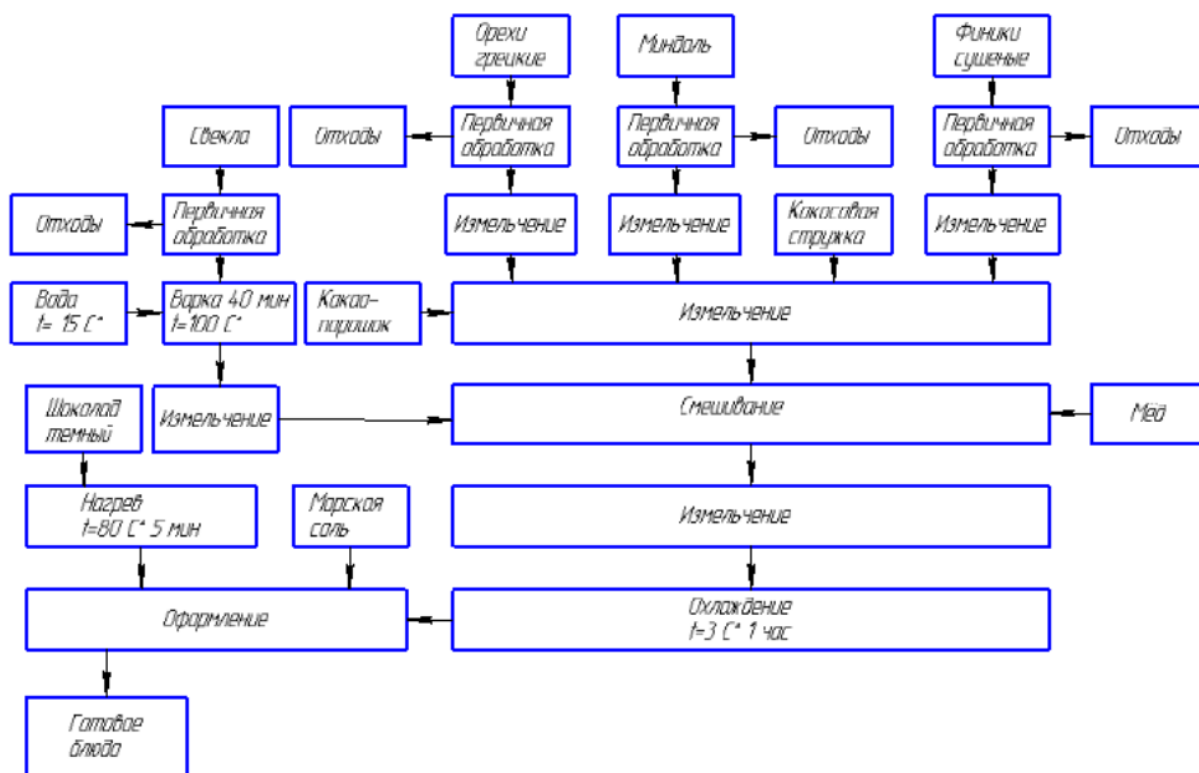 Орехи
грецкие
Миндаль
Финики
сушеные
Свекла
Отходы
Первичная
обработка
Первичная
обработка
Отходы
Первичная
обработка
Отходы
Отходы
Первичная
обработка
Измельчение
Измельчение
Какаовая
стружка
Измельчение
Вода
t= 15 С°
Варка 40 мин
t=100 С°
Какао-
порошок
Измельчение
Шоколад
темный
Измельчение
Смешивание
Мёд
Нагрев
t=80 С° 5 мин
Морская
соль
Измельчение
Оформление
Охлаждение
t=3 С° 1 час
Готовое
блюда